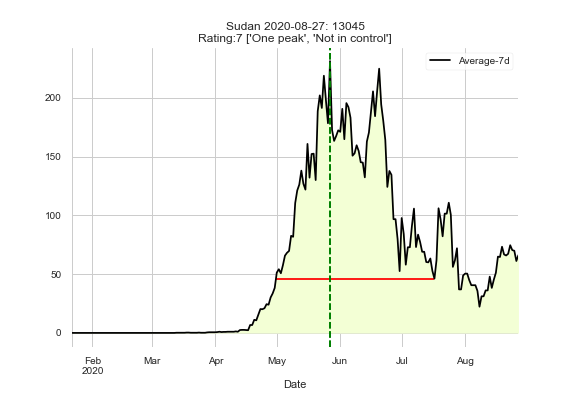 Sudan 2020-08-27: 13045
Rating:7 ['One peak', 'Not in control']
Average-7d
200
150
100
50
0
Feb Mar Apr May Jun Jul Aug
2020
Date